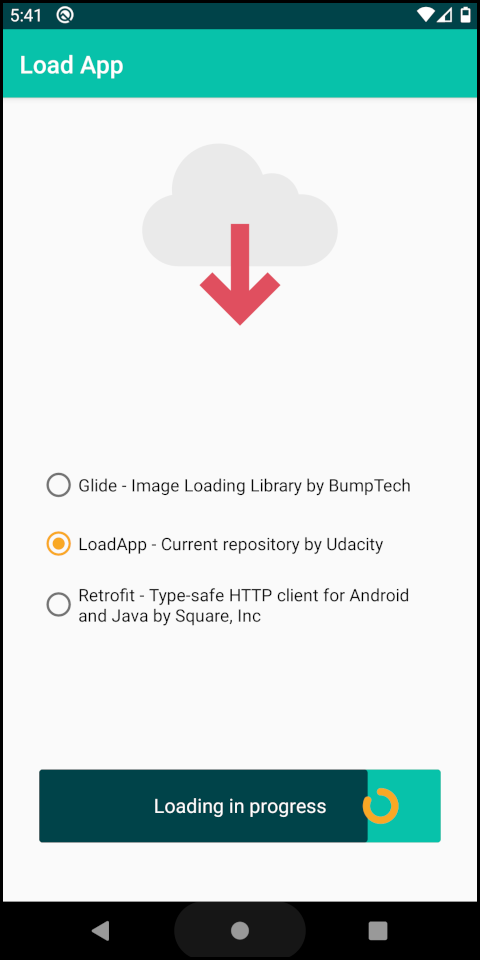 5:41
Load App
Glide - Image Loading Library by BumpTech
LoadApp - Current repository by Udacity
Retrofit - Type-safe HTTP client for Android
and Java by Square, Inc
Loading in progress